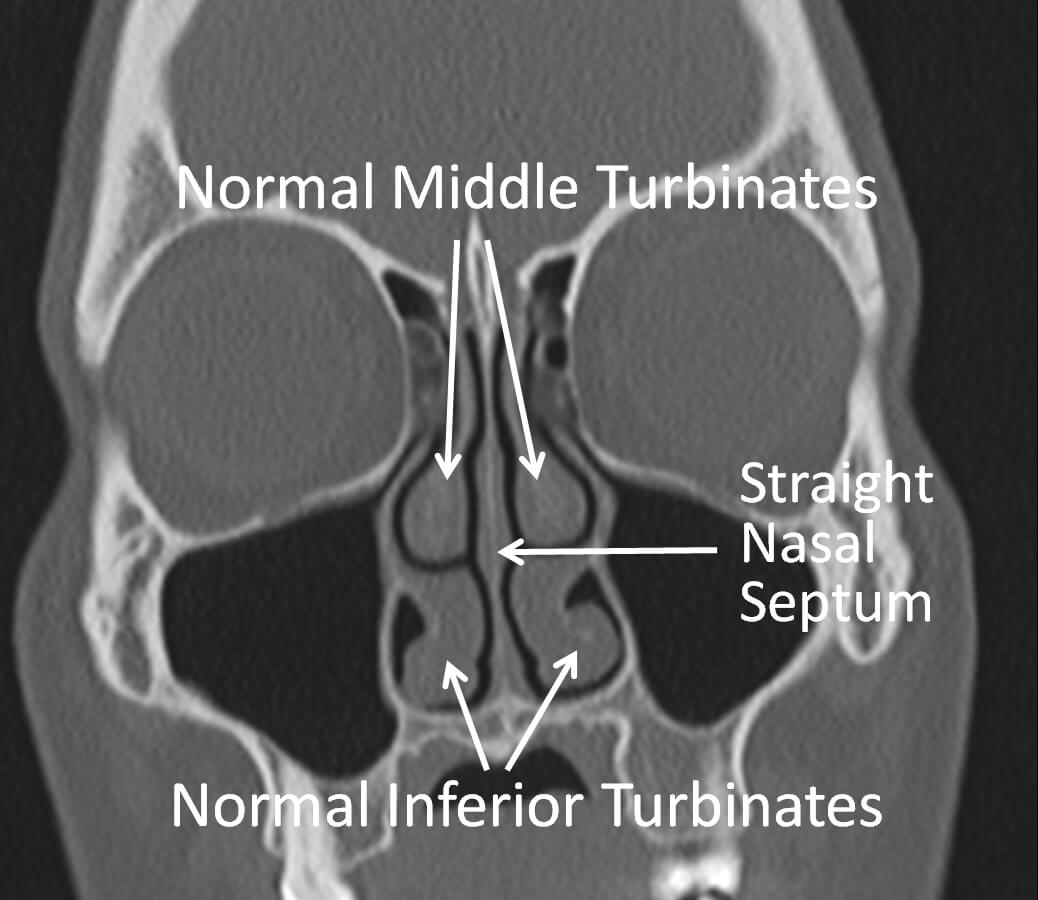 Normal Middle Turbinates
Straight
Nasal
Septum
Normal Inferior Turbinates